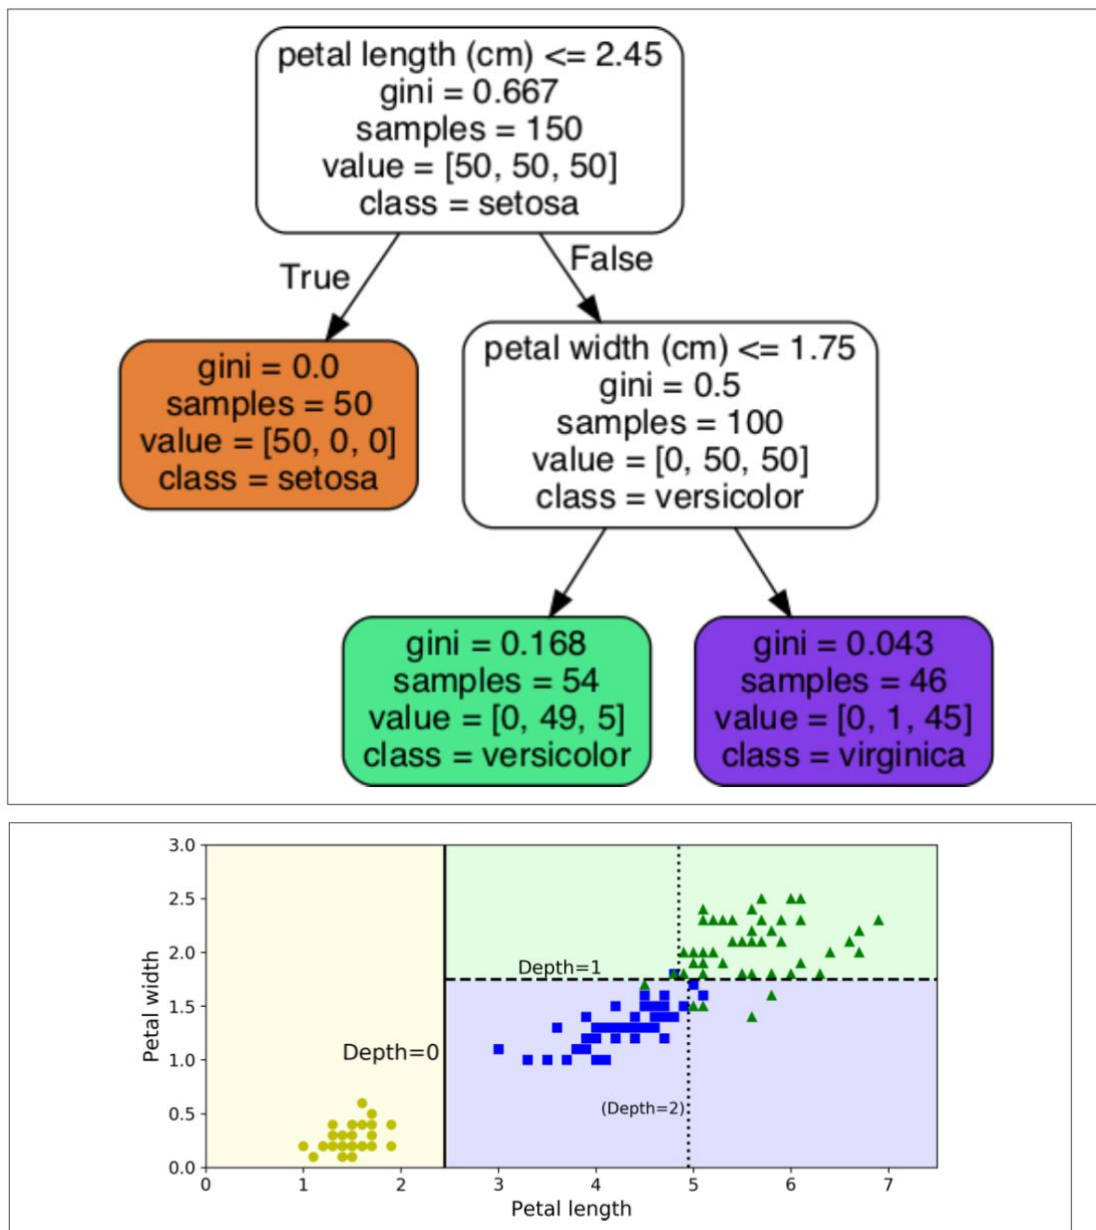 petal length (cm) <= 2.45
gini = 0.667
samples = 150
value = [50, 50, 50]
class = setosa
True
False
gini = 0.0
samples = 50
value = [50, 0, 0]
class = setosa
petal width (cm) <= 1.75
gini = 0.5
samples = 100
value = [0, 50, 50]
class = versicolor
gini = 0.168
samples = 54
value = [0, 49, 5]
class = versicolor
gini = 0.043
samples = 46
value = [0, 1, 45]
class = virginica
3.0
2.5
2.0
1.5
1.0
0.5
0.0
Petal width
Depth=1
Depth=0
(Depth=2)
0 1 2 3 4 5 6 7
Petal length